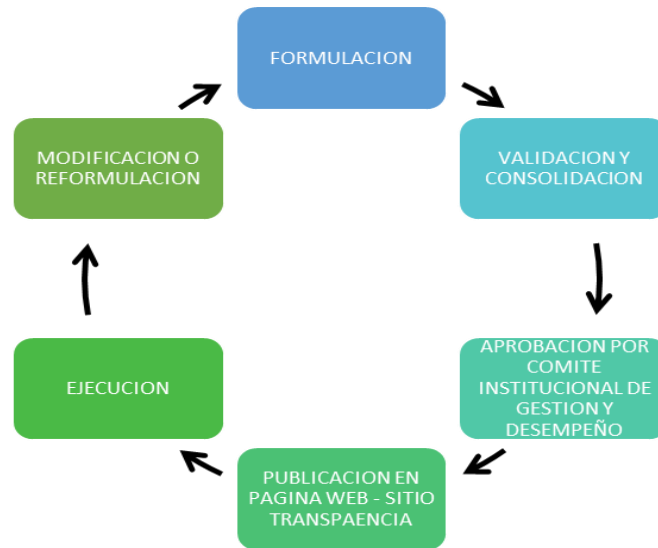 FORMULACION
VALIDACION Y
CONSOLIDACION
APROBACION POR
COMITE
INSTITUCIONAL DE
GESTION Y
DESEMPEÑO
PUBLICACION EN
PAGINA WEB - SITIO
TRANSPAENCIA
EJECUCION
MODIFICACION O
REFORMULACION